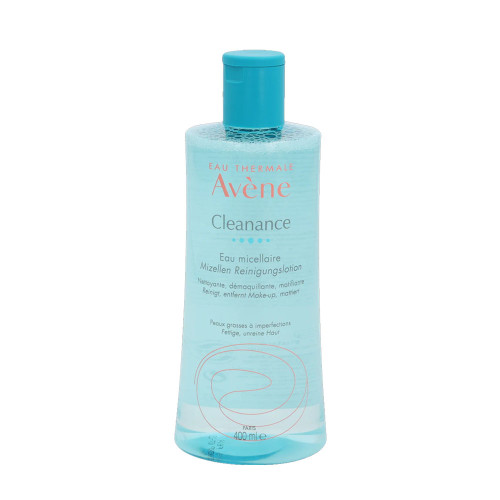 EAU THERMALE
Avène
Cleanance
Eau micellaire
Mizellen Reinigungslotion
Nettoyante, démaquillante, matifiante
Reinigt, entfernt Make-up, mattiert
Peaux grasses à imperfections
Fettige, unreine Haut
PARIS
400 ml e